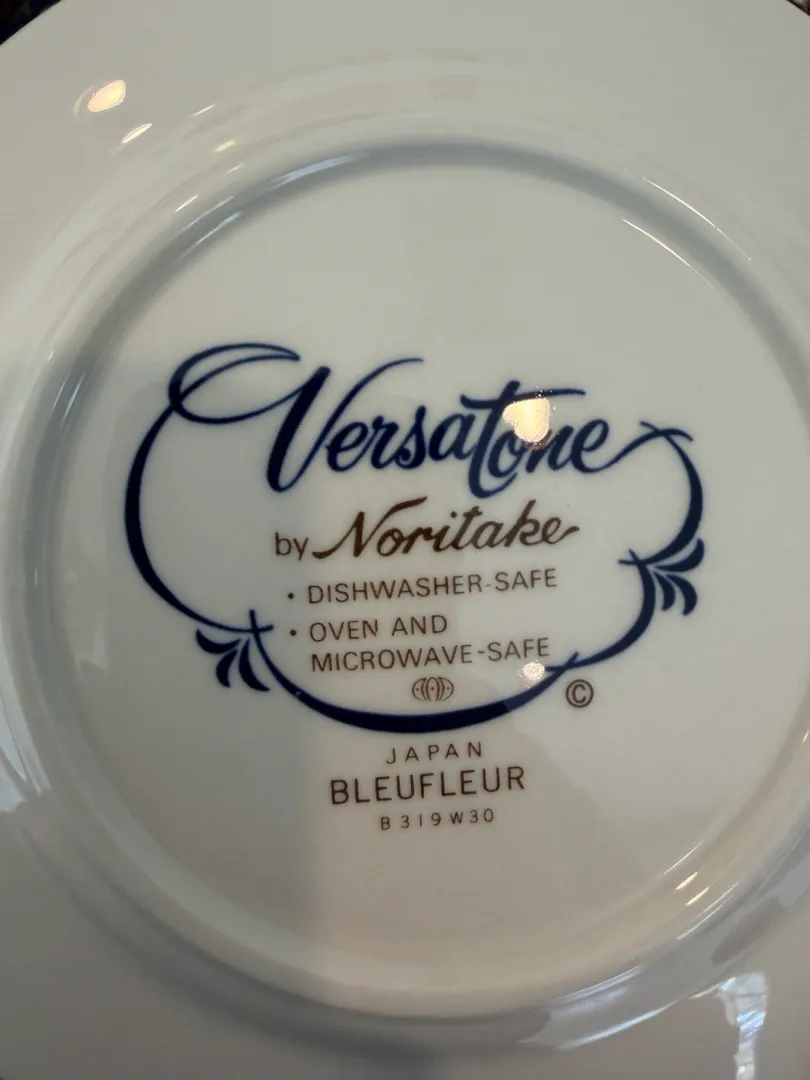 Versatone
by Noritake
• DISHWASHER-SAFE
• OVEN AND
MICROWAVE-SAFE
©
JAPAN
BLEUFLEUR
B319W30